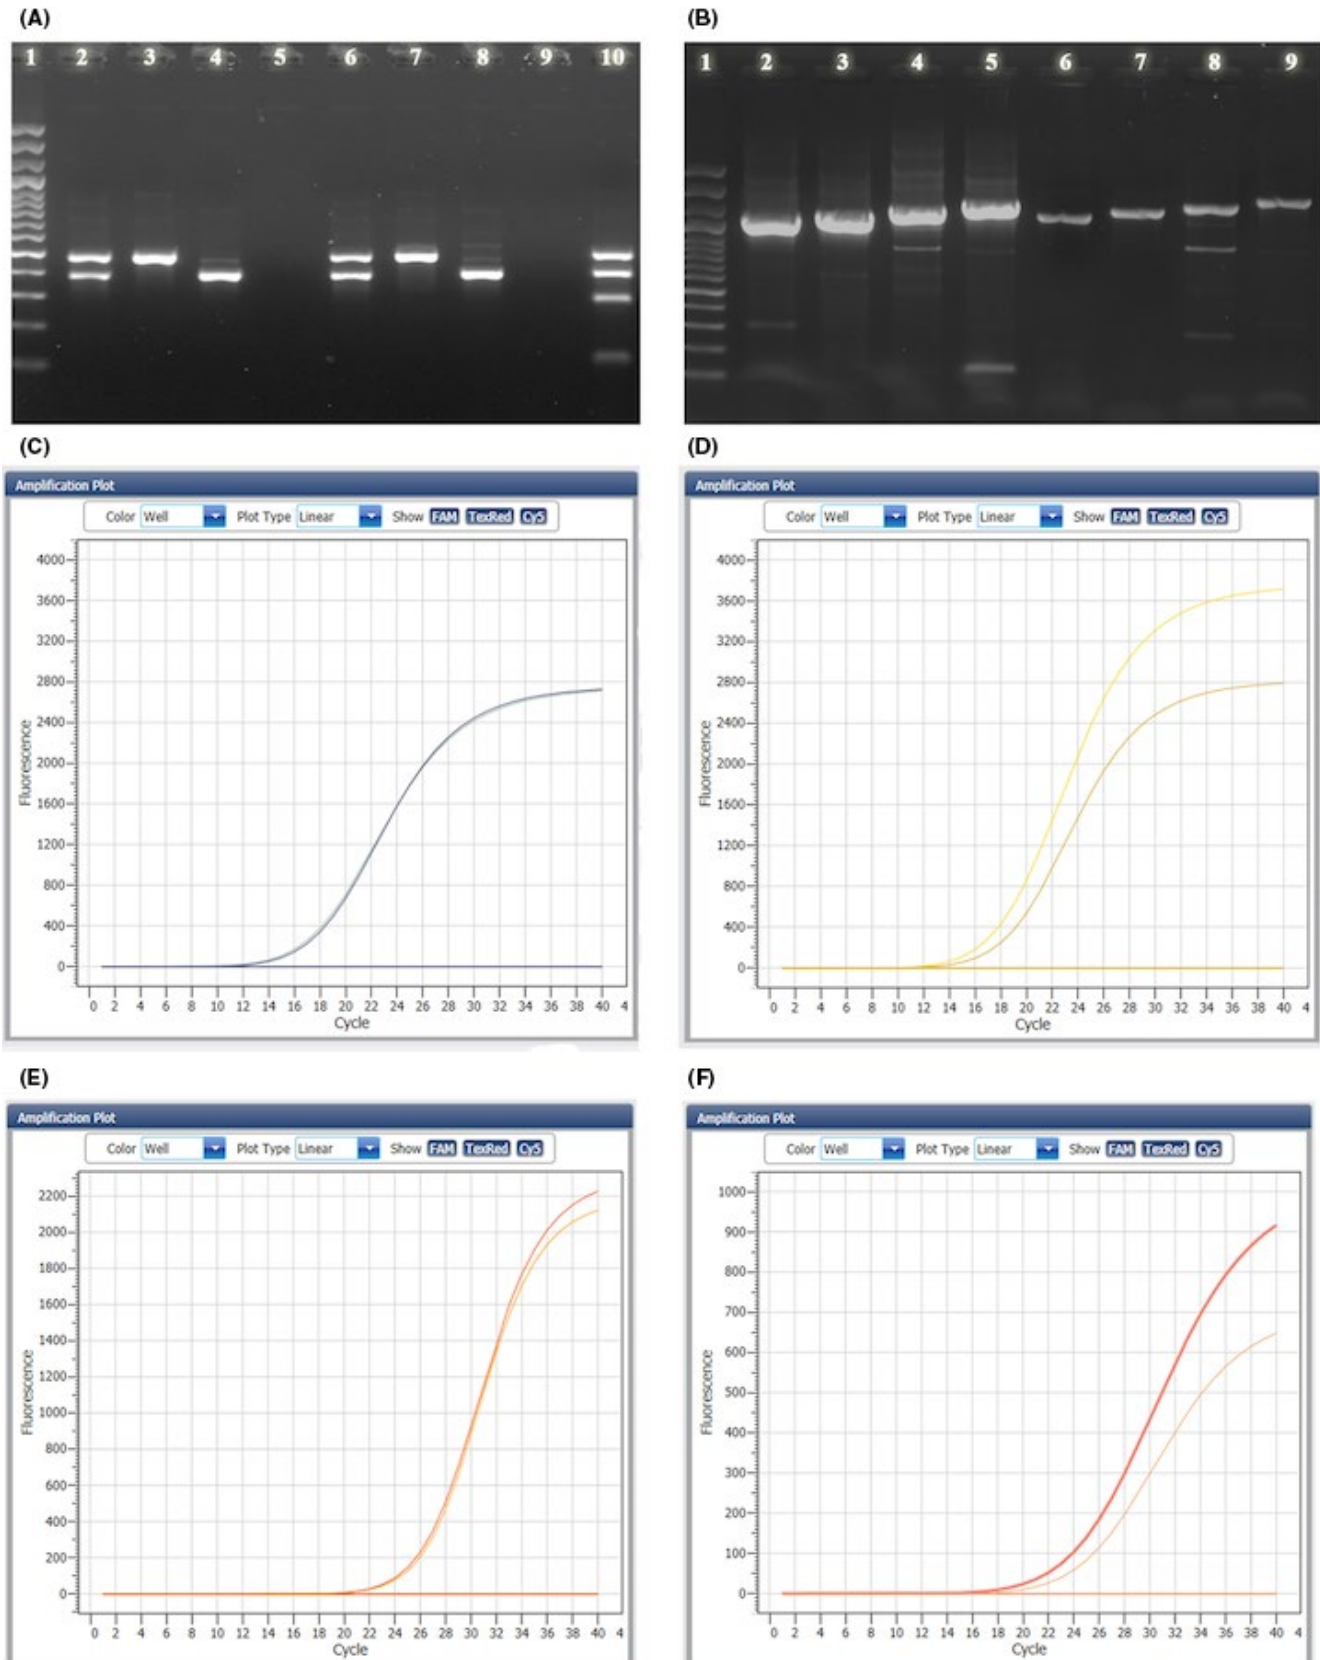 (A)
1 2 3 4 5 6 7 8 9 10
(B)
1 2 3 4 5 6 7 8 9
(C)
Amplification Plot
Color Well Plot Type Linear Show FAM TexRed Cy5
4000
3600
3200
2800
2400
2000
1600
1200
800
400
0
Fluorescence
0 2 4 6 8 10 12 14 16 18 20 22 24 26 28 30 32 34 36 38 40 4
Cycle
(D)
Amplification Plot
Color Well Plot Type Linear Show FAM TexRed Cy5
4000
3600
3200
2800
2400
2000
1600
1200
800
400
0
Fluorescence
0 2 4 6 8 10 12 14 16 18 20 22 24 26 28 30 32 34 36 38 40 4
Cycle
(E)
Amplification Plot
Color Well Plot Type Linear Show FAM TexRed Cy5
2200
2000
1800
1600
1400
1200
1000
800
600
400
200
0
Fluorescence
0 2 4 6 8 10 12 14 16 18 20 22 24 26 28 30 32 34 36 38 40 4
Cycle
(F)
Amplification Plot
Color Well Plot Type Linear Show FAM TexRed Cy5
1000
900
800
700
600
500
400
300
200
100
0
Fluorescence
0 2 4 6 8 10 12 14 16 18 20 22 24 26 28 30 32 34 36 38 40 4
Cycle